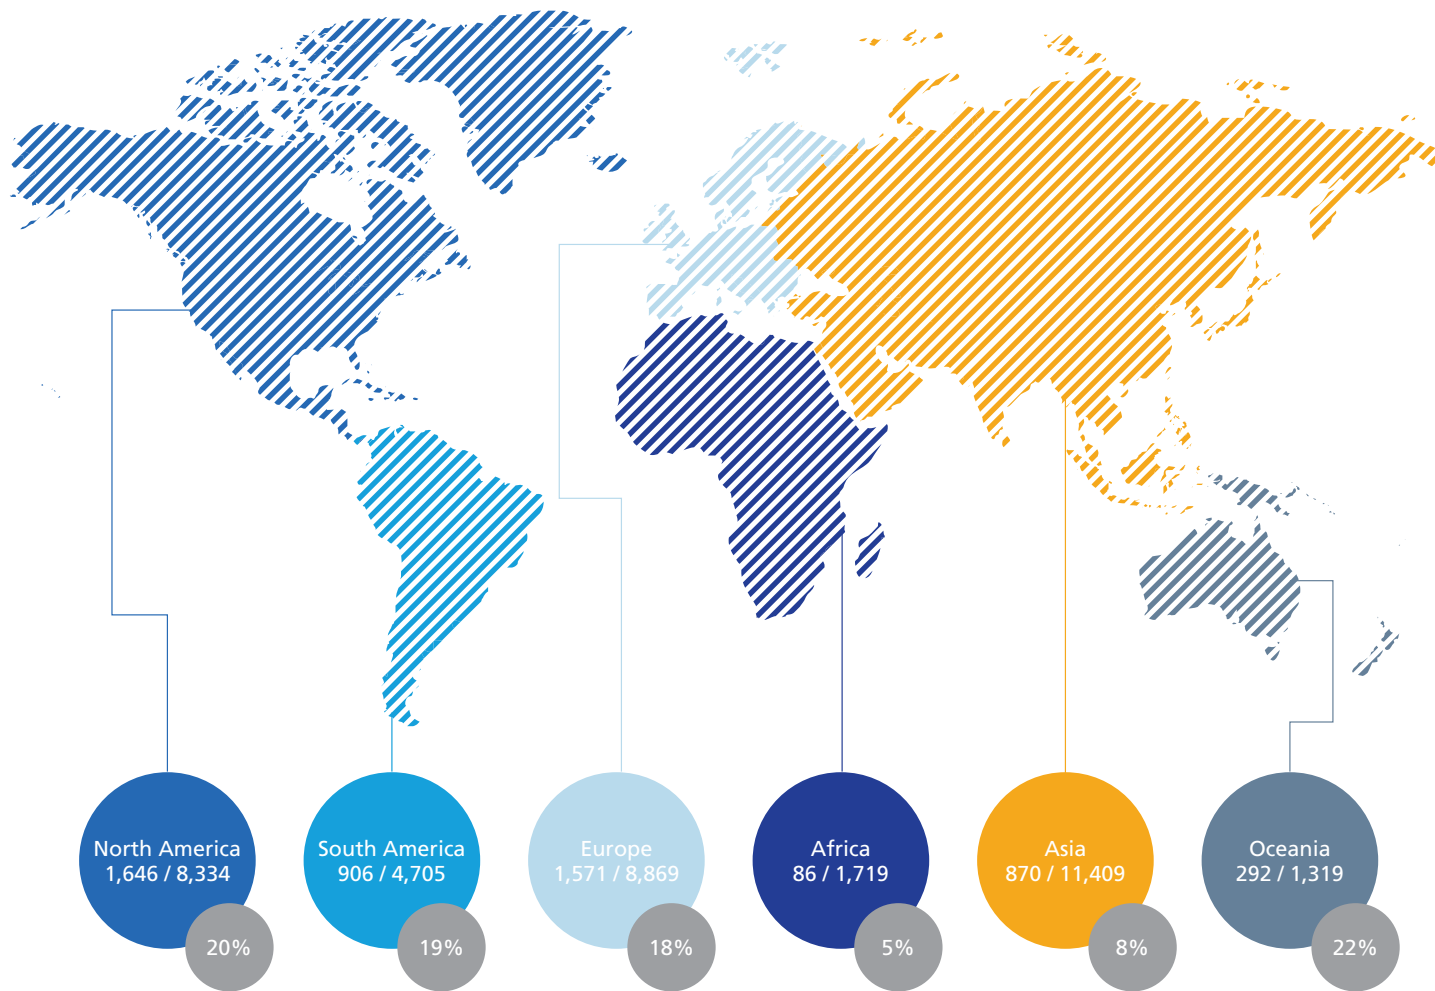 North America
1,646 / 8,334
20%
South America
906 / 4,705
19%
Europe
1,571 / 8,869
18%
Africa
86 / 1,719
5%
Asia
870 / 11,409
8%
Oceania
292 / 1,319
22%